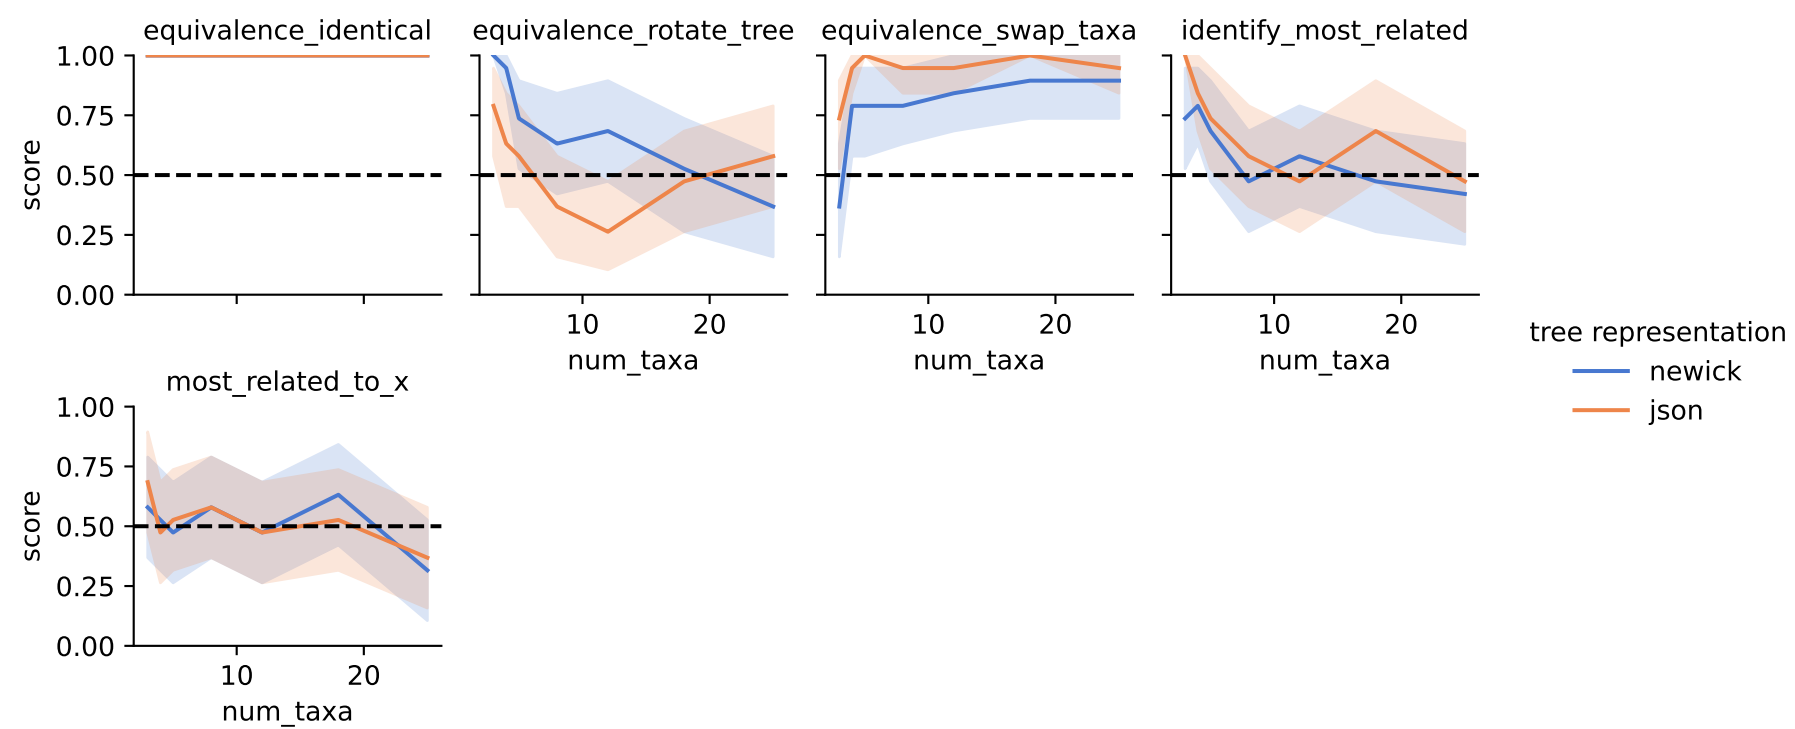 equivalence_identical
equivalence_rotate_tree
equivalence_swap_taxa
identify_most_related
1.00
0.75
0.50
0.25
0.00
score
10 20
num_taxa
10 20
num_taxa
10 20
num_taxa
tree representation
newick
json
most_related_to_x
1.00
0.75
0.50
0.25
0.00
score
10 20
num_taxa